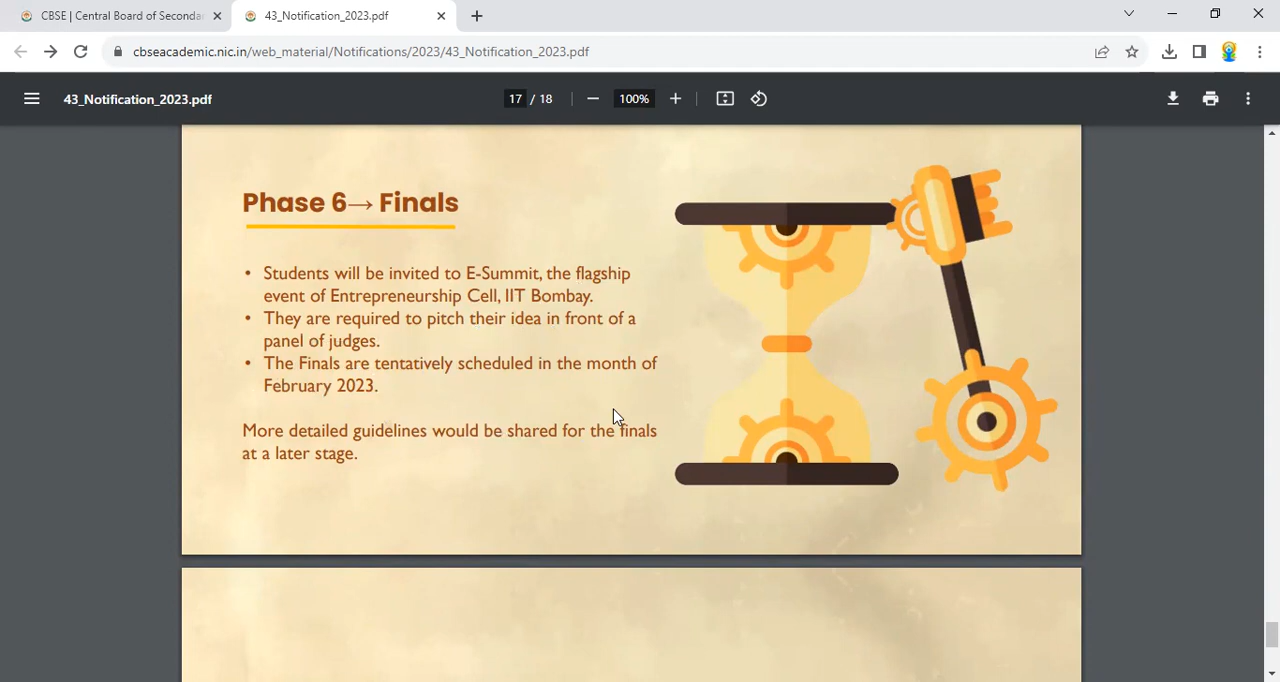 CBSE | Central Board of Seconda
43_Notification_2023.pdf
cbseacademic.nic.in/web_material/Notifications/2023/43_Notification_2023.pdf
43_Notification_2023.pdf
17 / 18
100%
Phase 6→ Finals
• Students will be invited to E-Summit, the flagship
event of Entrepreneurship Cell, IIT Bombay.
• They are required to pitch their idea in front of a
panel of judges.
• The Finals are tentatively scheduled in the month of
February 2023.
More detailed guidelines would be shared for the finals
at a later stage.